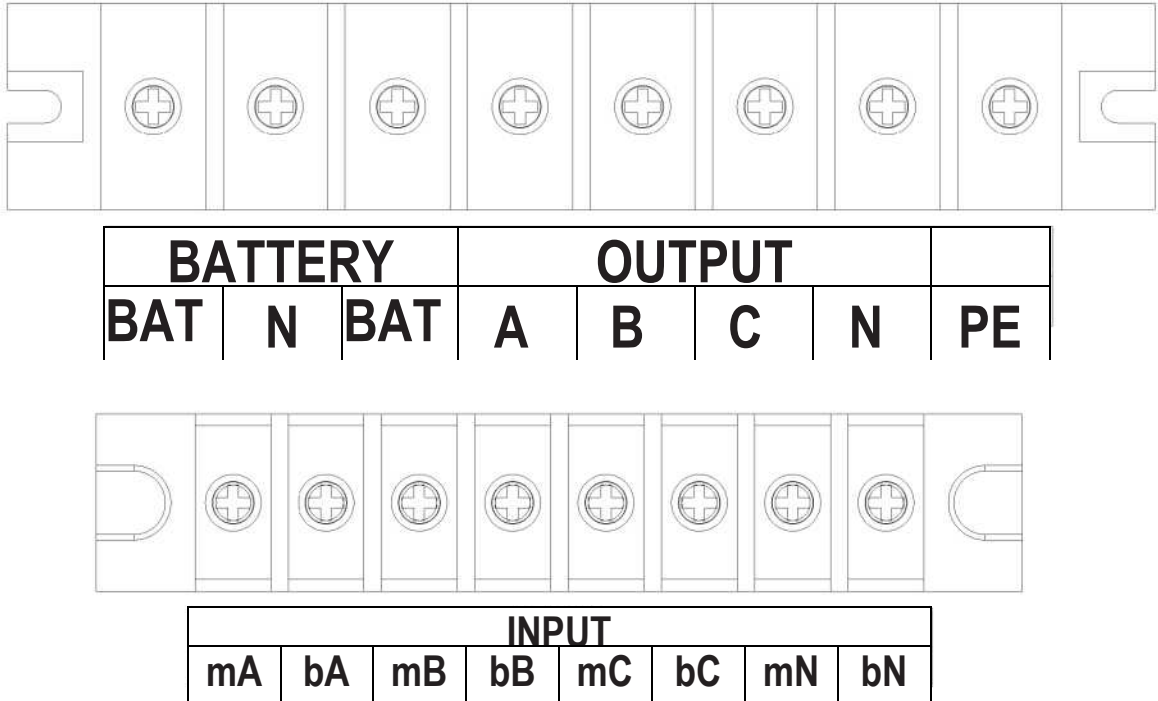 BATTERY OUTPUT
BAT N BAT A B C N PE
INPUT
mA bA mB bB mC bC mN bN